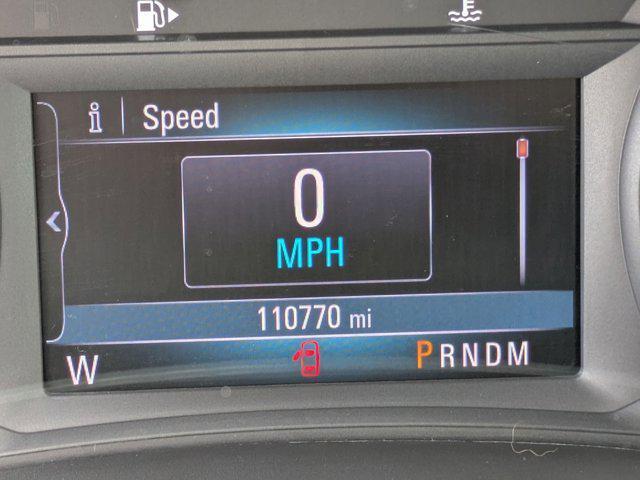 i Speed
0
MPH
110770 mi
W PRNDM